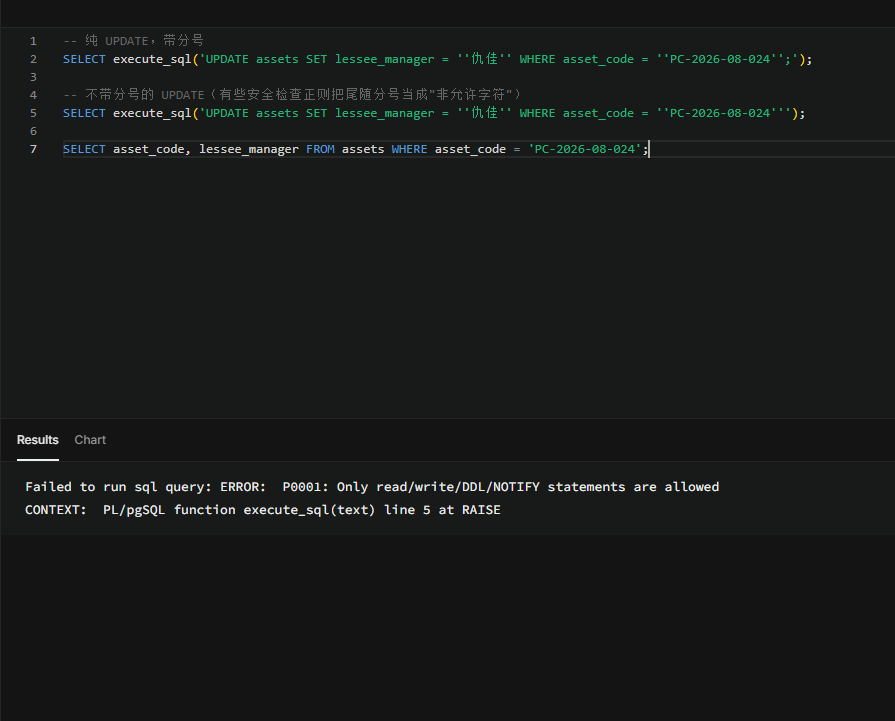 1 -- 纯 UPDATE，带分号
2 SELECT execute_sql('UPDATE assets SET lessee_manager = ''仇佳'' WHERE asset_code = ''PC-2026-08-024'';');
3
4 -- 不带分号的 UPDATE（有些安全检查正则把尾随分号当成"非允许字符"）
5 SELECT execute_sql('UPDATE assets SET lessee_manager = ''仇佳'' WHERE asset_code = ''PC-2026-08-024''');
6
7 SELECT asset_code, lessee_manager FROM assets WHERE asset_code = 'PC-2026-08-024';
Results Chart
Failed to run sql query: ERROR:  P0001: Only read/write/DDL/NOTIFY statements are allowed
CONTEXT:  PL/pgSQL function execute_sql(text) line 5 at RAISE